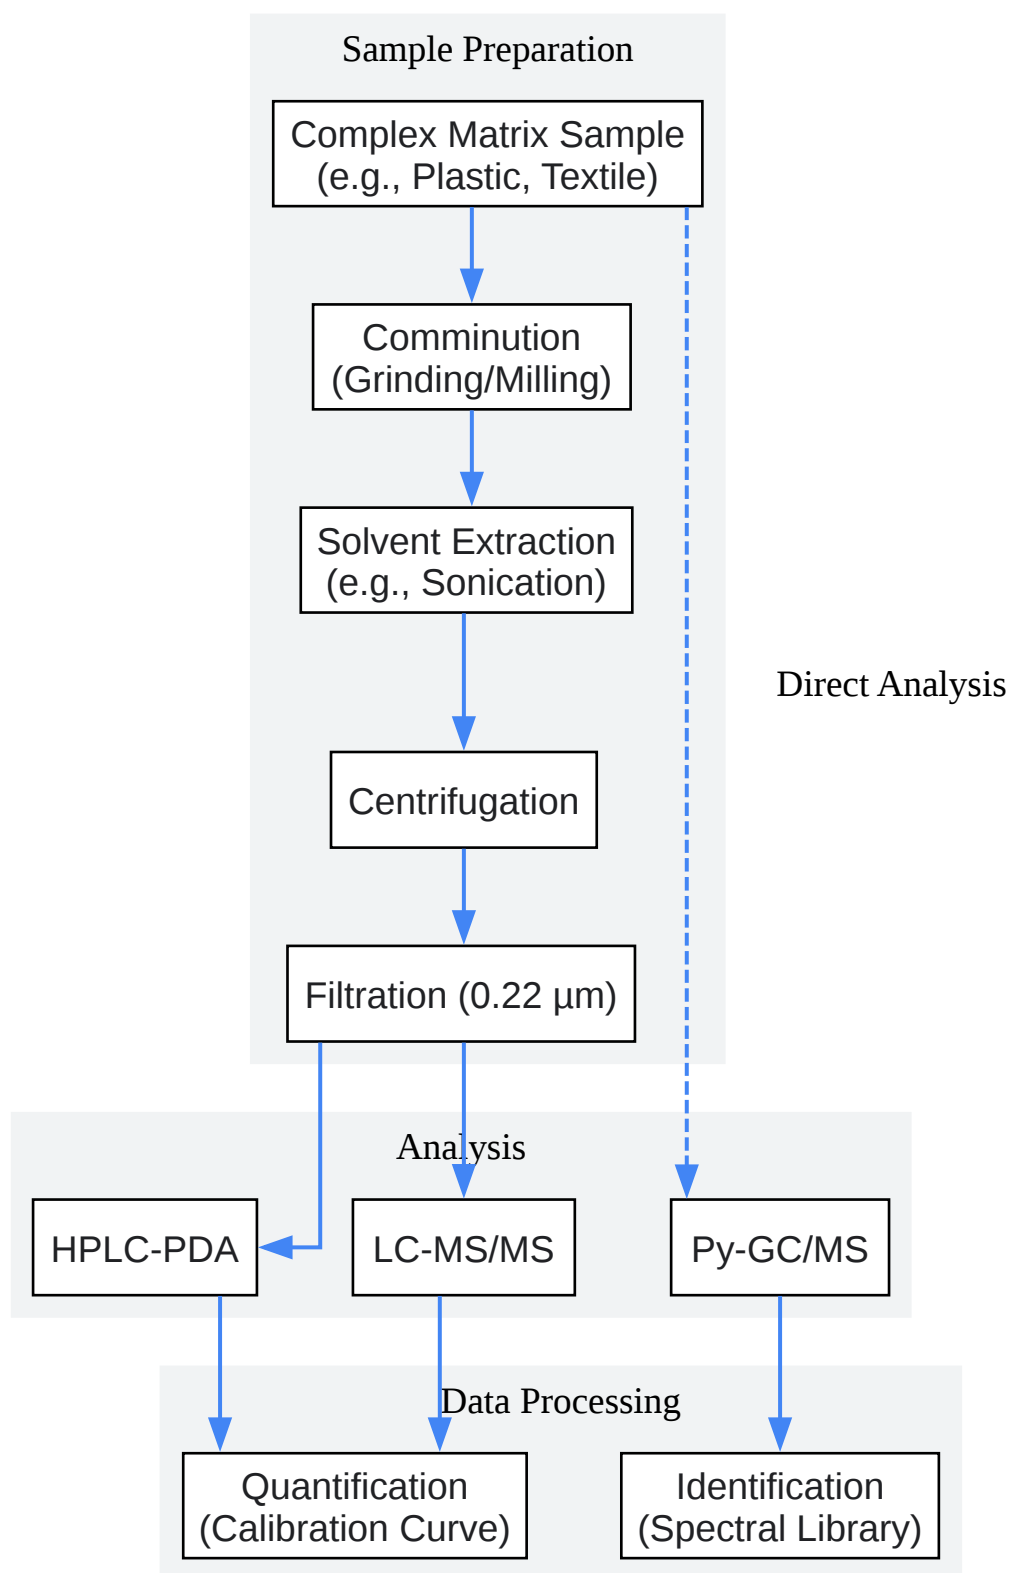 Sample Preparation
Complex Matrix Sample
(e.g., Plastic, Textile)
Comminution
(Grinding/Milling)
Solvent Extraction
(e.g., Sonication)
Direct Analysis
Centrifugation
Filtration (0.22 µm)
Analysis
HPLC-PDA
LC-MS/MS
Py-GC/MS
Data Processing
Quantification
(Calibration Curve)
Identification
(Spectral Library)